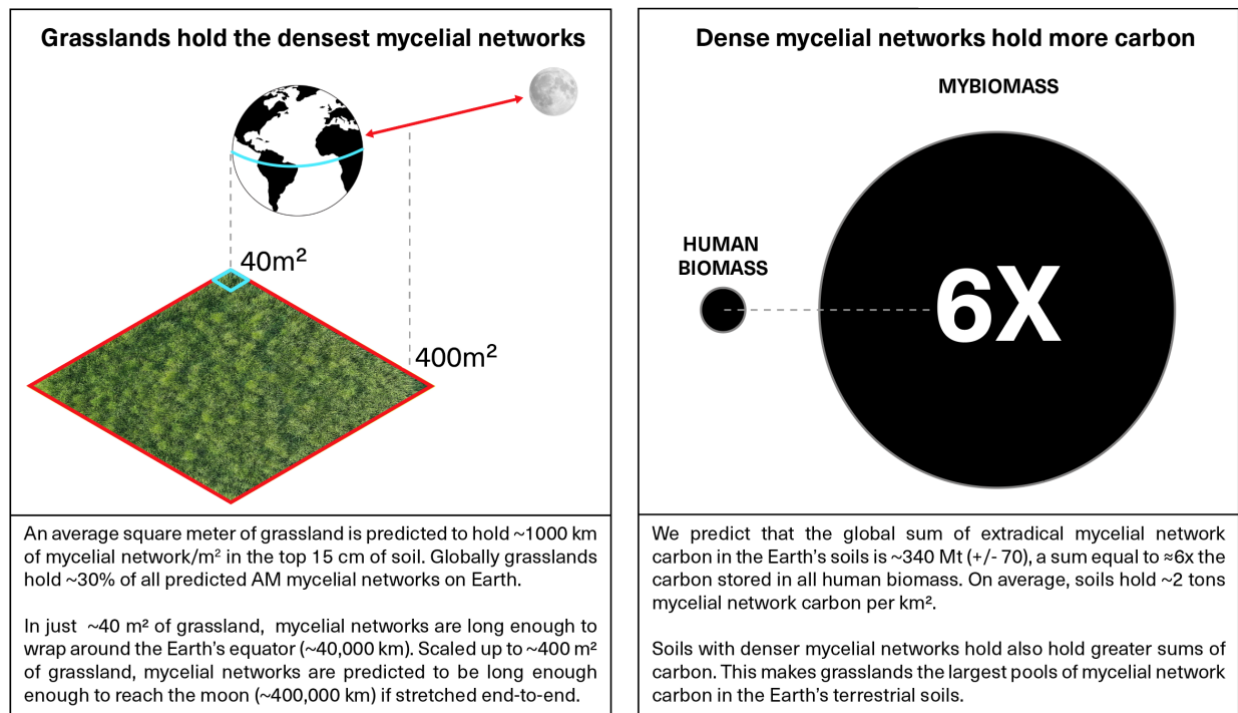 Grasslands hold the densest mycelial networks
40m²
400m²
An average square meter of grassland is predicted to hold ~1000 km
of mycelial network/m² in the top 15 cm of soil. Globally grasslands
hold ~30% of all predicted AM mycelial networks on Earth.
In just ~40 m² of grassland, mycelial networks are long enough to
wrap around the Earth's equator (~40,000 km). Scaled up to ~400 m²
of grassland, mycelial networks are predicted to be long enough
enough to reach the moon (~400,000 km) if stretched end-to-end.
Dense mycelial networks hold more carbon
MYBIOMASS
HUMAN
BIOMASS
6X
We predict that the global sum of extradical mycelial network
carbon in the Earth's soils is ~340 Mt (+/- 70), a sum equal to ≈6x the
carbon stored in all human biomass. On average, soils hold ~2 tons
mycelial network carbon per km².
Soils with denser mycelial networks hold also hold greater sums of
carbon. This makes grasslands the largest pools of mycelial network
carbon in the Earth's terrestrial soils.